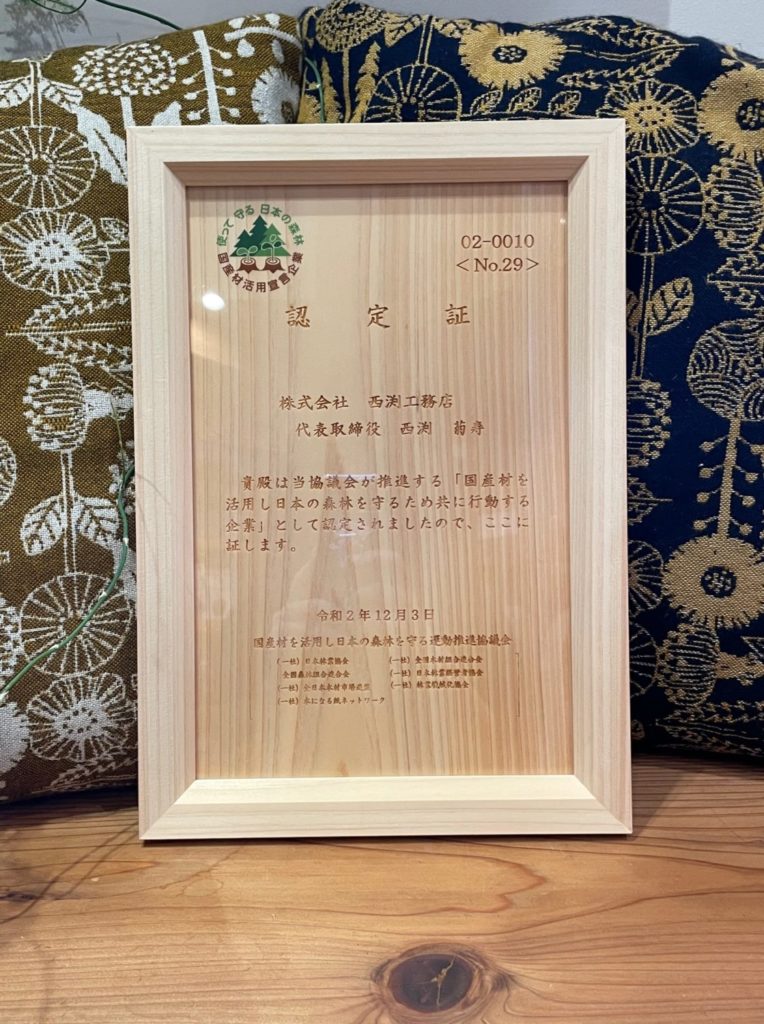 使って守る日本の森林
国産材活用宣言企業
02-0010
＜No.29＞
認定証
株式会社　西渕工務店
代表取締役　西渕　菊寿
貴殿は当協議会が推進する「国産材を
活用し日本の森林を守るため共に行動する
企業」として認定されましたので、ここに
証します。
令和2年12月3日
国産材を活用し日本の森林を守る運動推進協議会
（一社）日本林業協会　（一社）全国木材組合連合会
全国森林組合連合会　（一社）日本林業経営者協会
（一社）全日本木材市場連盟　（一社）林業機械化協会
（一社）木になる紙ネットワーク